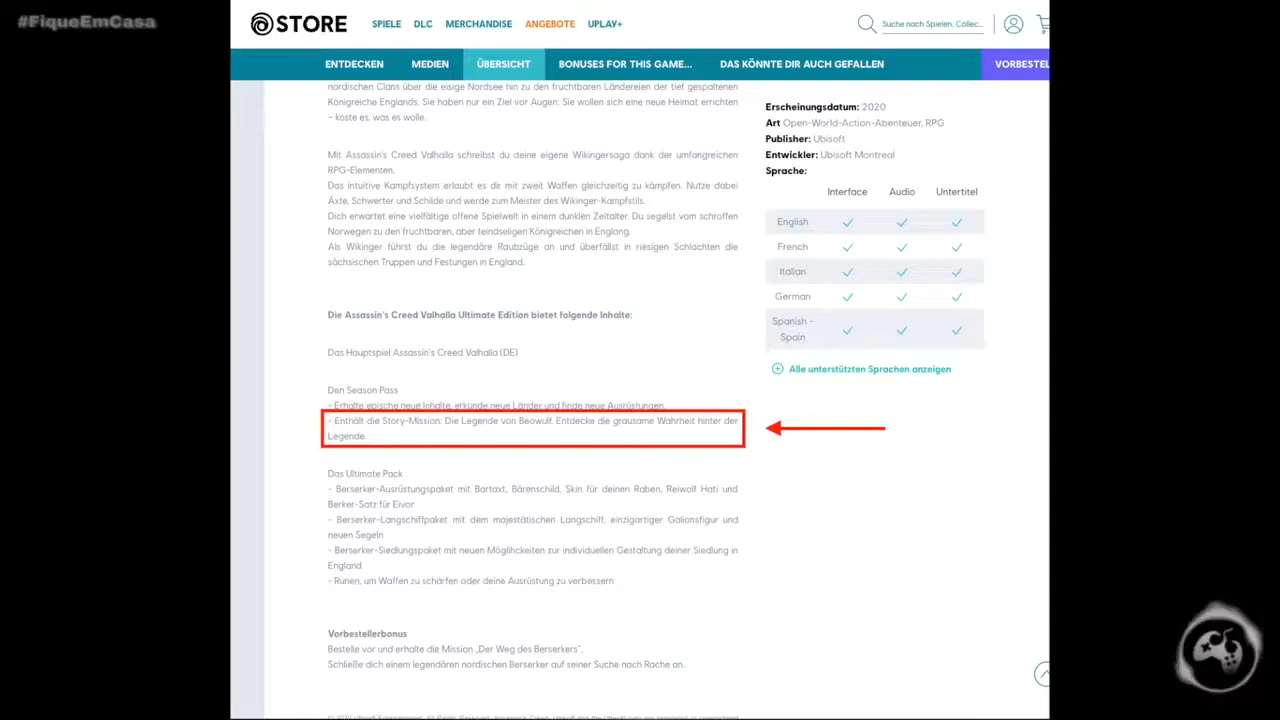 #FiqueEmCasa
STORE
SPIELE DLC MERCHANDISE ANGEBOTE UPLAY+
Suche nach Spielen, Collec...
ENTDECKEN MEDIEN ÜBERSICHT BONUSES FOR THIS GAME... DAS KÖNNTE DIR AUCH GEFALLEN VORBESTEL
nordischen Clans über die eisige Nordsee hin zu den fruchtbaren Ländereien der tief gespaltenen
Königreiche Englands. Sie haben nur ein Ziel vor Augen: Sie wollen sich eine neue Heimat errichten
– koste es, was es wolle.
Mit Assassin's Creed Valhalla schreibst du deine eigene Wikingersaga dank der umfangreichen
RPG-Elementen.
Das intuitive Kampfsystem erlaubt es dir mit zweit Waffen gleichzeitig zu kämpfen. Nutze dabei
Äxte, Schwerter und Schilde und werde zum Meister des Wikinger-Kampfstils.
Dich erwartet eine vielfältige offene Spielwelt in einem dunklen Zeitalter. Du segelst vom schroffen
Norwegen zu den fruchtbaren, aber feindseligen Königreichen in Englang.
Als Wikinger führst du die legendäre Raubzüge an und überfällst in riesigen Schlachten die
sächsischen Truppen und Festungen in England.
Die Assassin's Creed Valhalla Ultimate Edition bietet folgende Inhalte:
Das Hauptspiel Assassin's Creed Valhalla (DE)
Den Season Pass
- Erhalte epische neue Inhalte, erkunde neue Länder und finde neue Ausrüstungen.
- Enthält die Story-Mission: Die Legende von Beowulf. Entdecke die grausame Wahrheit hinter der
Legende.
Das Ultimate Pack
- Berserker-Ausrüstungspaket mit Bartaxt, Bärenschild, Skin für deinen Raben, Reiwolf Hati und
Berker-Satz für Eivor
- Berserker-Langschiffpaket mit dem majestätischen Langschiff, einzigartiger Galionsfigur und
neuen Segeln
- Berserker-Siedlungspaket mit neuen Möglihckeiten zur individuellen Gestaltung deiner Siedlung in
England
- Runen, um Waffen zu schärfen oder deine Ausrüstung zu verbessern
Vorbestellerbonus
Bestelle vor und erhalte die Mission „Der Weg des Berserkers".
Schließe dich einem legendären nordischen Berserker auf seiner Suche nach Rache an.
Erscheinungsdatum: 2020
Art Open-World-Action-Abenteuer, RPG
Publisher: Ubisoft
Entwickler: Ubisoft Montreal
Sprache:
Interface Audio Untertitel
English
French
Italian
German
Spanish -
Spain
Alle unterstützten Sprachen anzeigen